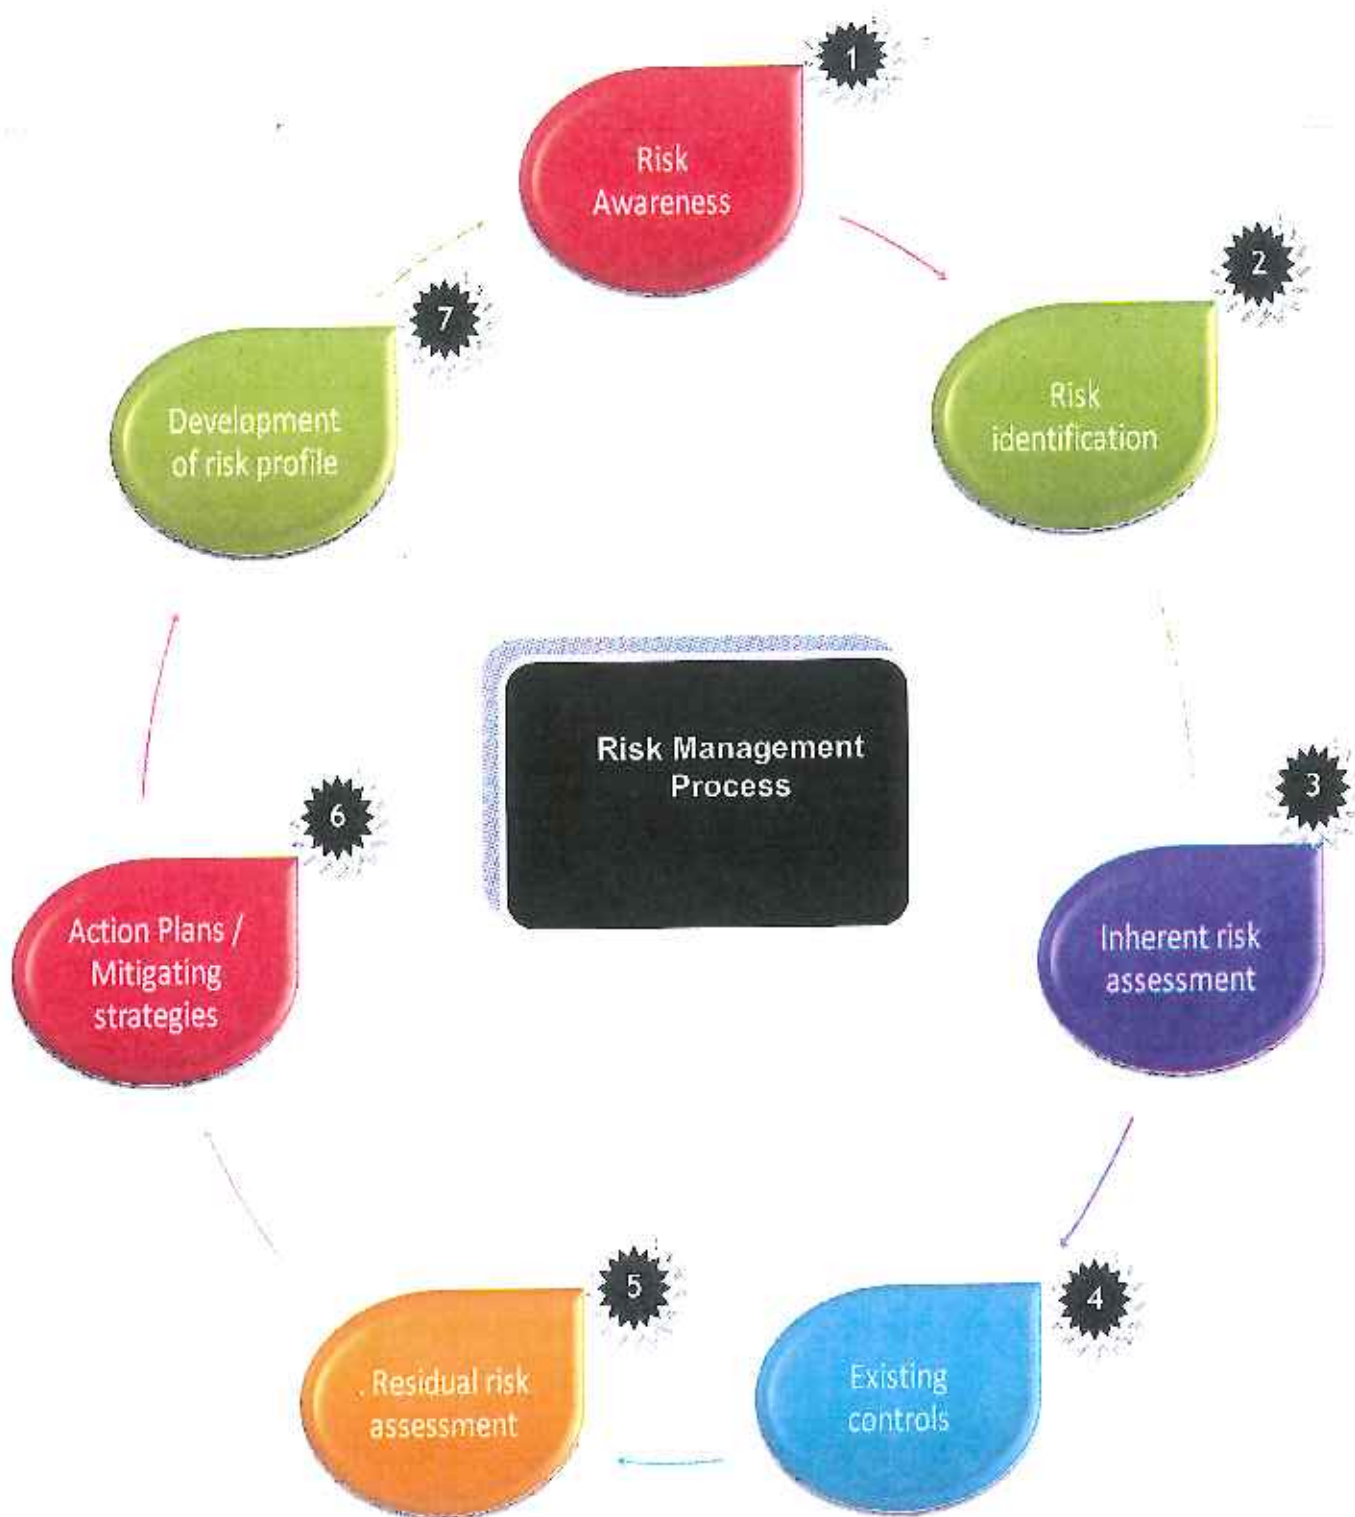 1
Risk
Awareness
2
Risk
identification
3
Inherent risk
assessment
4
Existing
controls
5
. Residual risk
assessment
6
Action Plans /
Mitigating
strategies
7
Development
of risk profile
Risk Management
Process